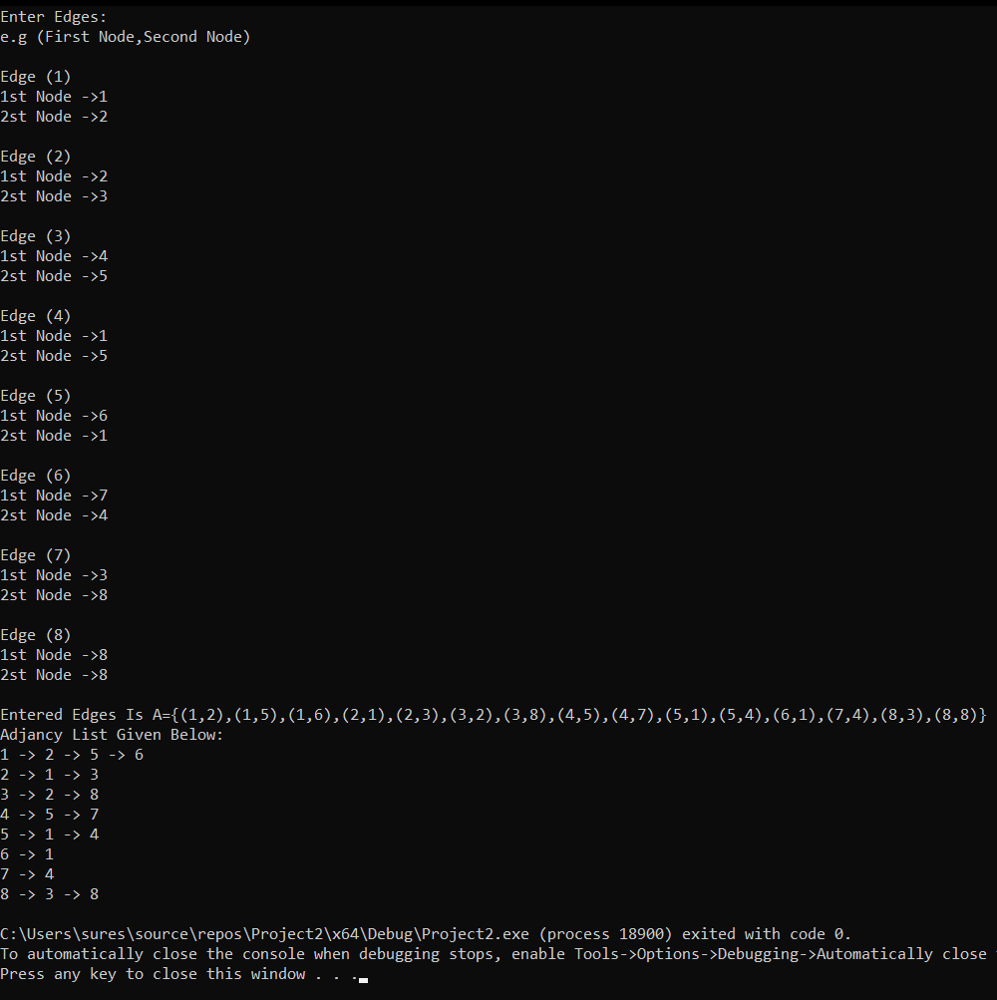 Enter Edges:
e.g (First Node,Second Node)
Edge (1)
1st Node ->1
2st Node ->2
Edge (2)
1st Node ->2
2st Node ->3
Edge (3)
1st Node ->4
2st Node ->5
Edge (4)
1st Node ->1
2st Node ->5
Edge (5)
1st Node ->6
2st Node ->1
Edge (6)
1st Node ->7
2st Node ->4
Edge (7)
1st Node ->3
2st Node ->8
Edge (8)
1st Node ->8
2st Node ->8
Entered Edges Is A={(1,2),(1,5),(1,6),(2,1),(2,3),(3,2),(3,8),(4,5),(4,7),(5,1),(5,4),(6,1),(7,4),(8,3),(8,8)}
Adjancy List Given Below:
1 -> 2 -> 5 -> 6
2 -> 1 -> 3
3 -> 2 -> 8
4 -> 5 -> 7
5 -> 1 -> 4
6 -> 1
7 -> 4
8 -> 3 -> 8
C:\Users\sures\source\repos\Project2\x64\Debug\Project2.exe (process 18900) exited with code 0.
To automatically close the console when debugging stops, enable Tools->Options->Debugging->Automatically close
Press any key to close this window . . .